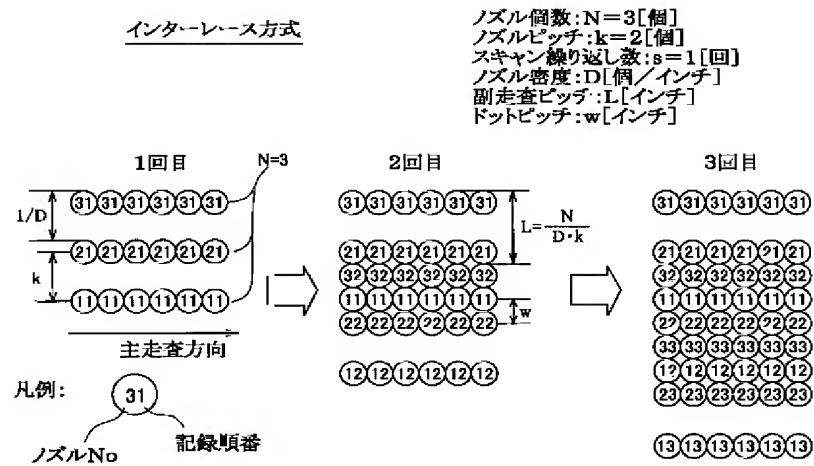 インターレース方式
ノズル個数:N=3[個]
ノズルピッチ:k=2[個]
スキャン繰り返し数:s=1[回]
ノズル密度:D[個/インチ]
副走査ピッチ:L[インチ]
ドットピッチ:w[インチ]
1回目 N=3 2回目 3回目
31 31 31 31 31 31
1/D
21 21 21 21 21 21
k
11 11 11 11 11 11
主走査方向
31 31 31 31 31 31
L=N/D·k
21 21 21 21 21 21
32 32 32 32 32 32
11 11 11 11 11 11
w
22 22 22 22 22 22
12 12 12 12 12 12
31 31 31 31 31 31
21 21 21 21 21 21
32 32 32 32 32 32
11 11 11 11 11 11
22 22 22 22 22 22
33 33 33 33 33 33
12 12 12 12 12 12
23 23 23 23 23 23
13 13 13 13 13 13
凡例:
31
ノズルNo
記録順番